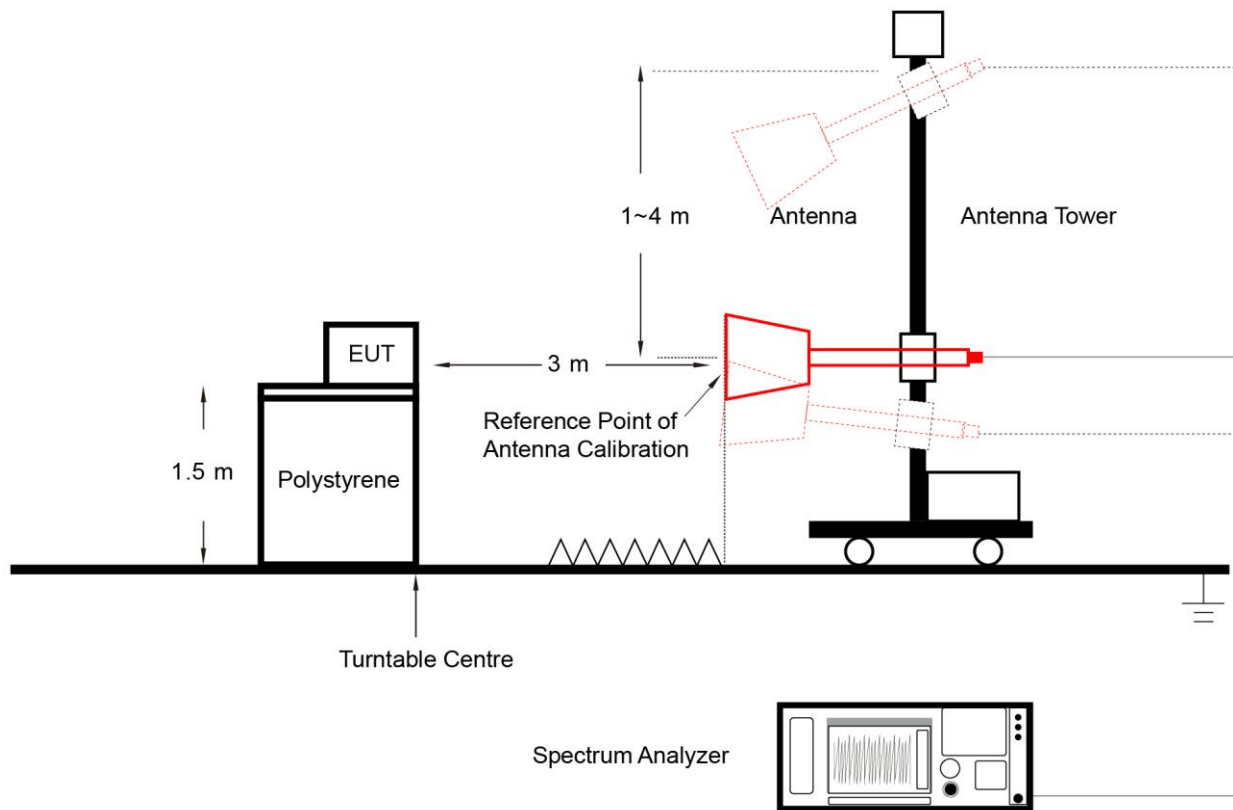 1~4 m
Antenna
Antenna Tower
EUT
3 m
Reference Point of
Antenna Calibration
1.5 m
Polystyrene
Turntable Centre
Spectrum Analyzer